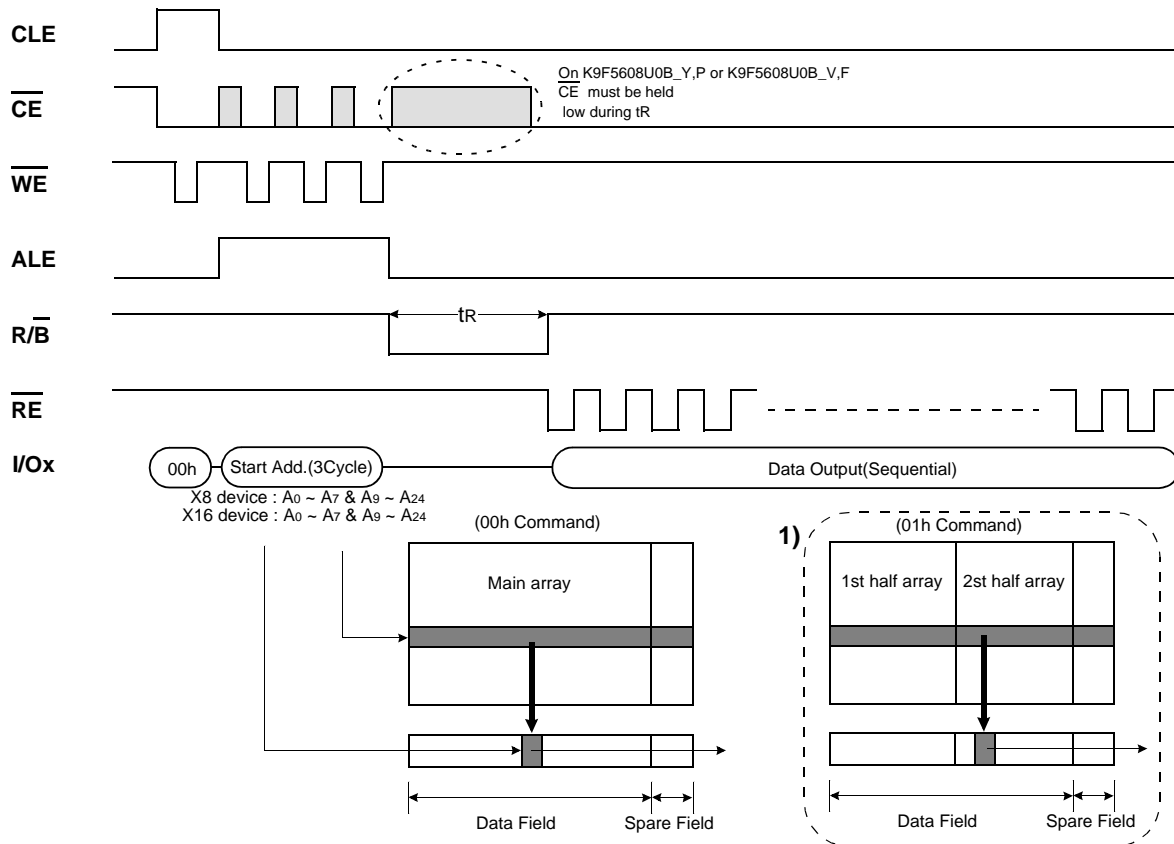 CLE
On K9F5608U0B_Y,P or K9F5608U0B_V,F
CE
CE must be held
low during tR
WE
ALE
R/B
tR
RE
I/Ox
00h
Start Add.(3Cycle)
Data Output(Sequential)
X8 device : A0 ~ A7 & A9 ~ A24
X16 device : A0 ~ A7 & A9 ~ A24
(00h Command)
1)
(01h Command)
Main array
1st half array
2st half array
Data Field
Spare Field
Data Field
Spare Field